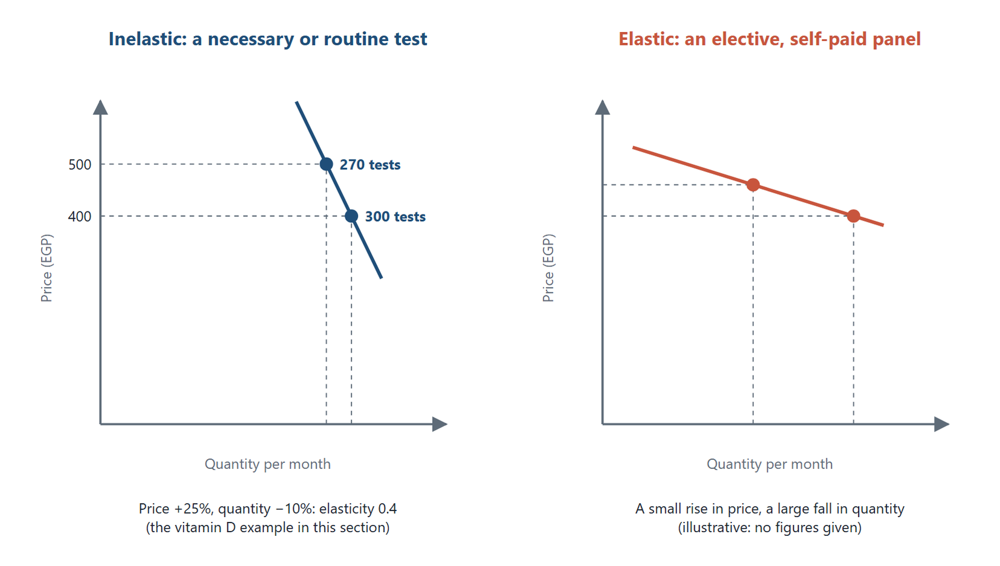 Inelastic: a necessary or routine test
500
270 tests
400
300 tests
Price (EGP)
Quantity per month
Price +25%, quantity −10%: elasticity 0.4
(the vitamin D example in this section)
Elastic: an elective, self-paid panel
Price (EGP)
Quantity per month
A small rise in price, a large fall in quantity
(illustrative: no figures given)